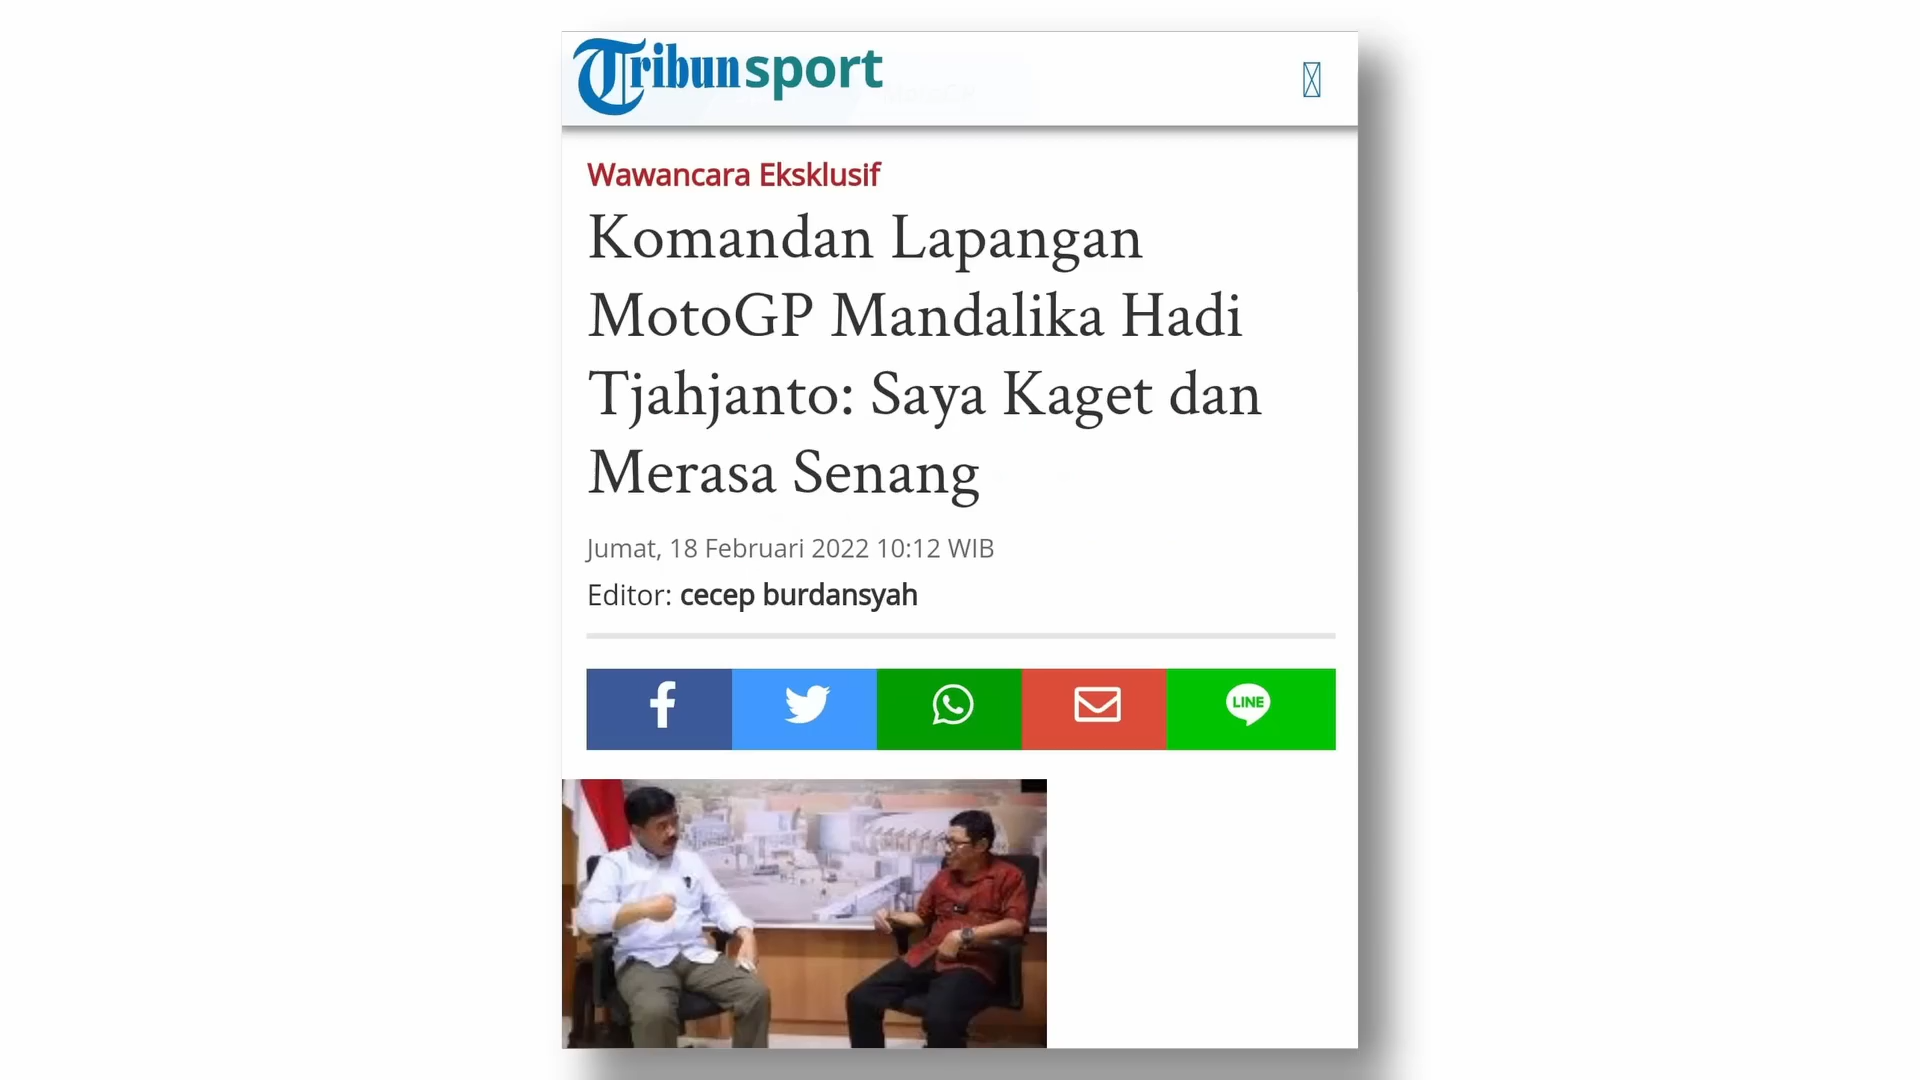 Tribunsport
Wawancara Eksklusif
Komandan Lapangan
MotoGP Mandalika Hadi
Tjahjanto: Saya Kaget dan
Merasa Senang
Jumat, 18 Februari 2022 10:12 WIB
Editor: cecep burdansyah
LINE